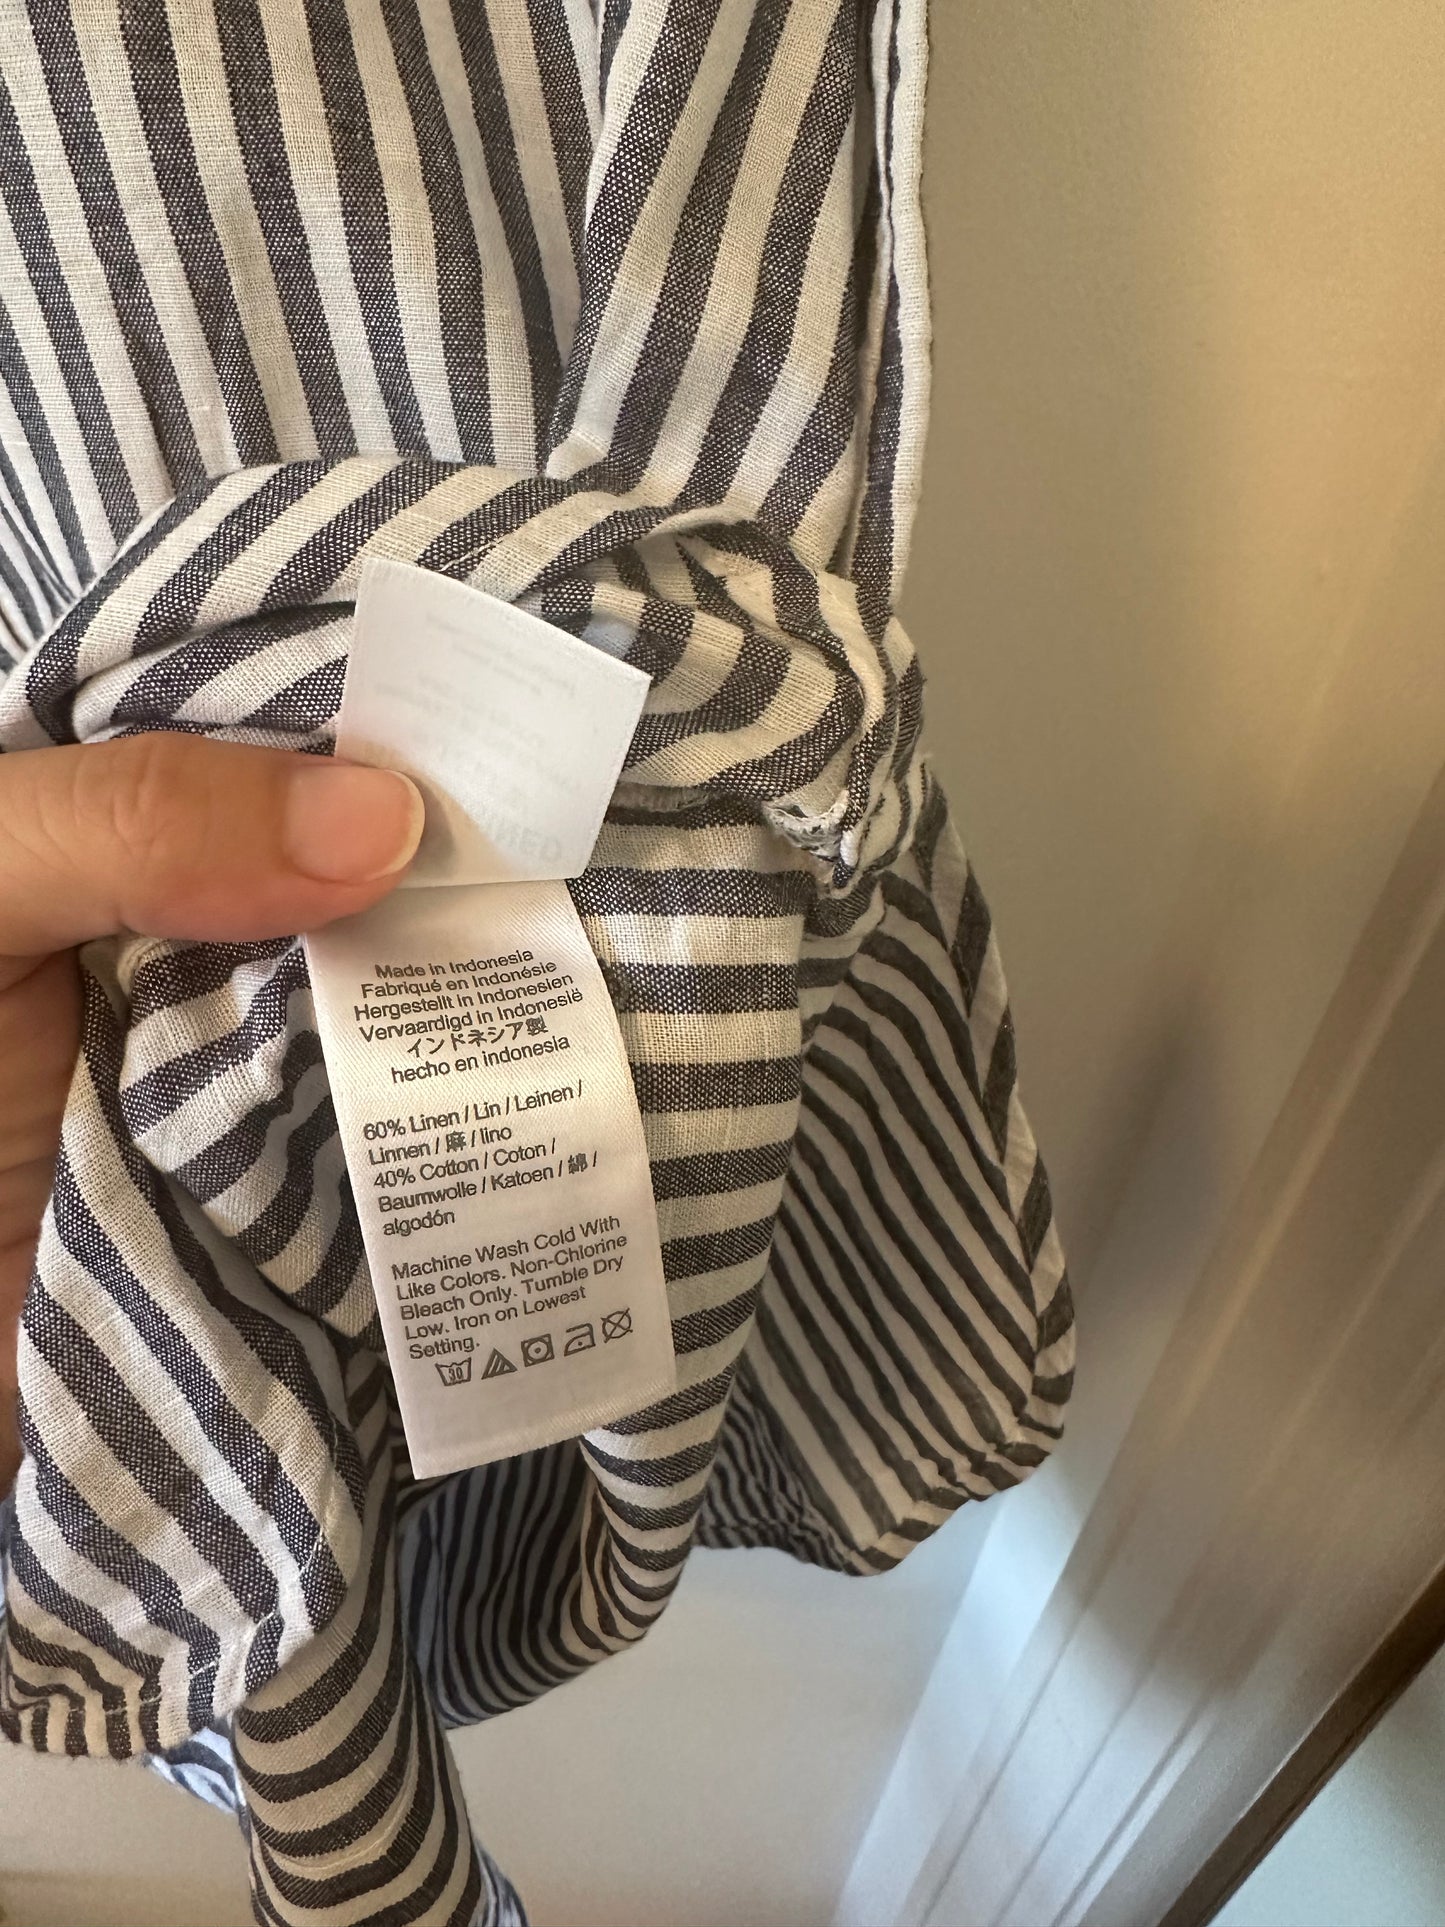 Made in Indonesia
Fabriqué en Indonésie
Hergestellt in Indonesien
Vervaardigd in Indonesië
インドネシア製
hecho en indonesia
60% Linen / Lin / Leinen /
Linnen / 麻 / lino
40% Cotton / Coton /
Baumwolle / Katoen / 綿 /
algodón
Machine Wash Cold With
Like Colors. Non-Chlorine
Bleach Only. Tumble Dry
Low. Iron on Lowest
Setting.
30